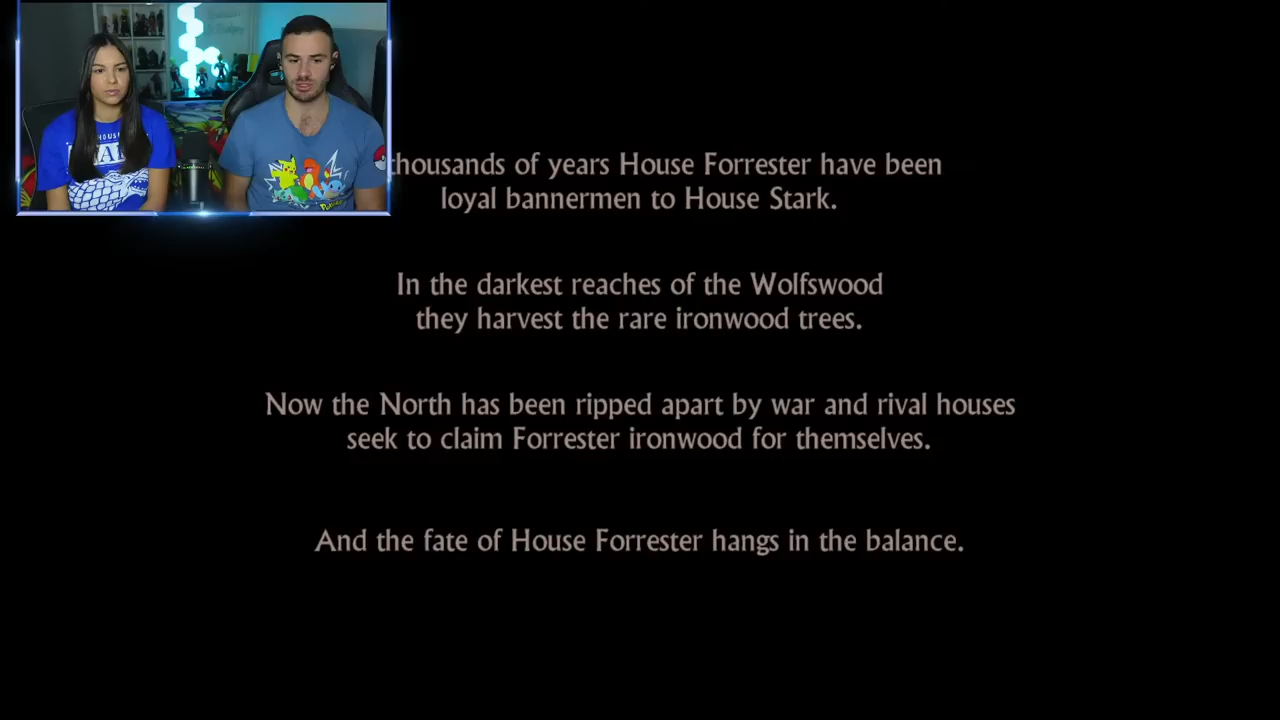 HOUSE
thousands of years House Forrester have been
loyal bannermen to House Stark.
In the darkest reaches of the Wolfswood
they harvest the rare ironwood trees.
Now the North has been ripped apart by war and rival houses
seek to claim Forrester ironwood for themselves.
And the fate of House Forrester hangs in the balance.